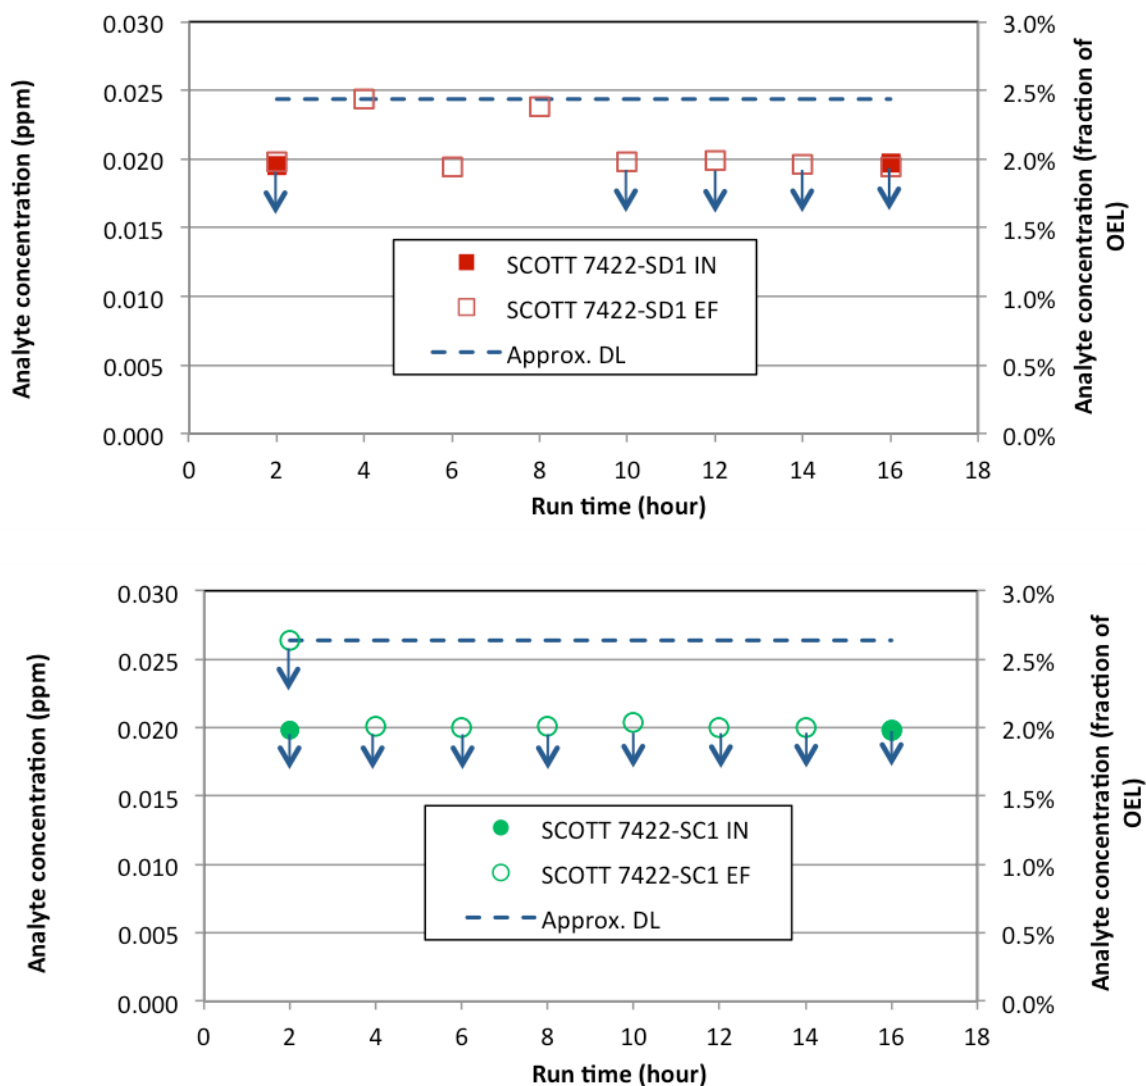 Analyte concentration (ppm)
0.030
0.025
0.020
0.015
0.010
0.005
0.000
3.0%
2.5%
2.0%
1.5%
1.0%
0.5%
0.0%
Analyte concentration (fraction of
OEL)
SCOTT 7422-SD1 IN
SCOTT 7422-SD1 EF
Approx. DL
0 2 4 6 8 10 12 14 16 18
Run time (hour)
Analyte concentration (ppm)
0.030
0.025
0.020
0.015
0.010
0.005
0.000
3.0%
2.5%
2.0%
1.5%
1.0%
0.5%
0.0%
Analyte concentration (fraction of
OEL)
SCOTT 7422-SC1 IN
SCOTT 7422-SC1 EF
Approx. DL
0 2 4 6 8 10 12 14 16 18
Run time (hour)